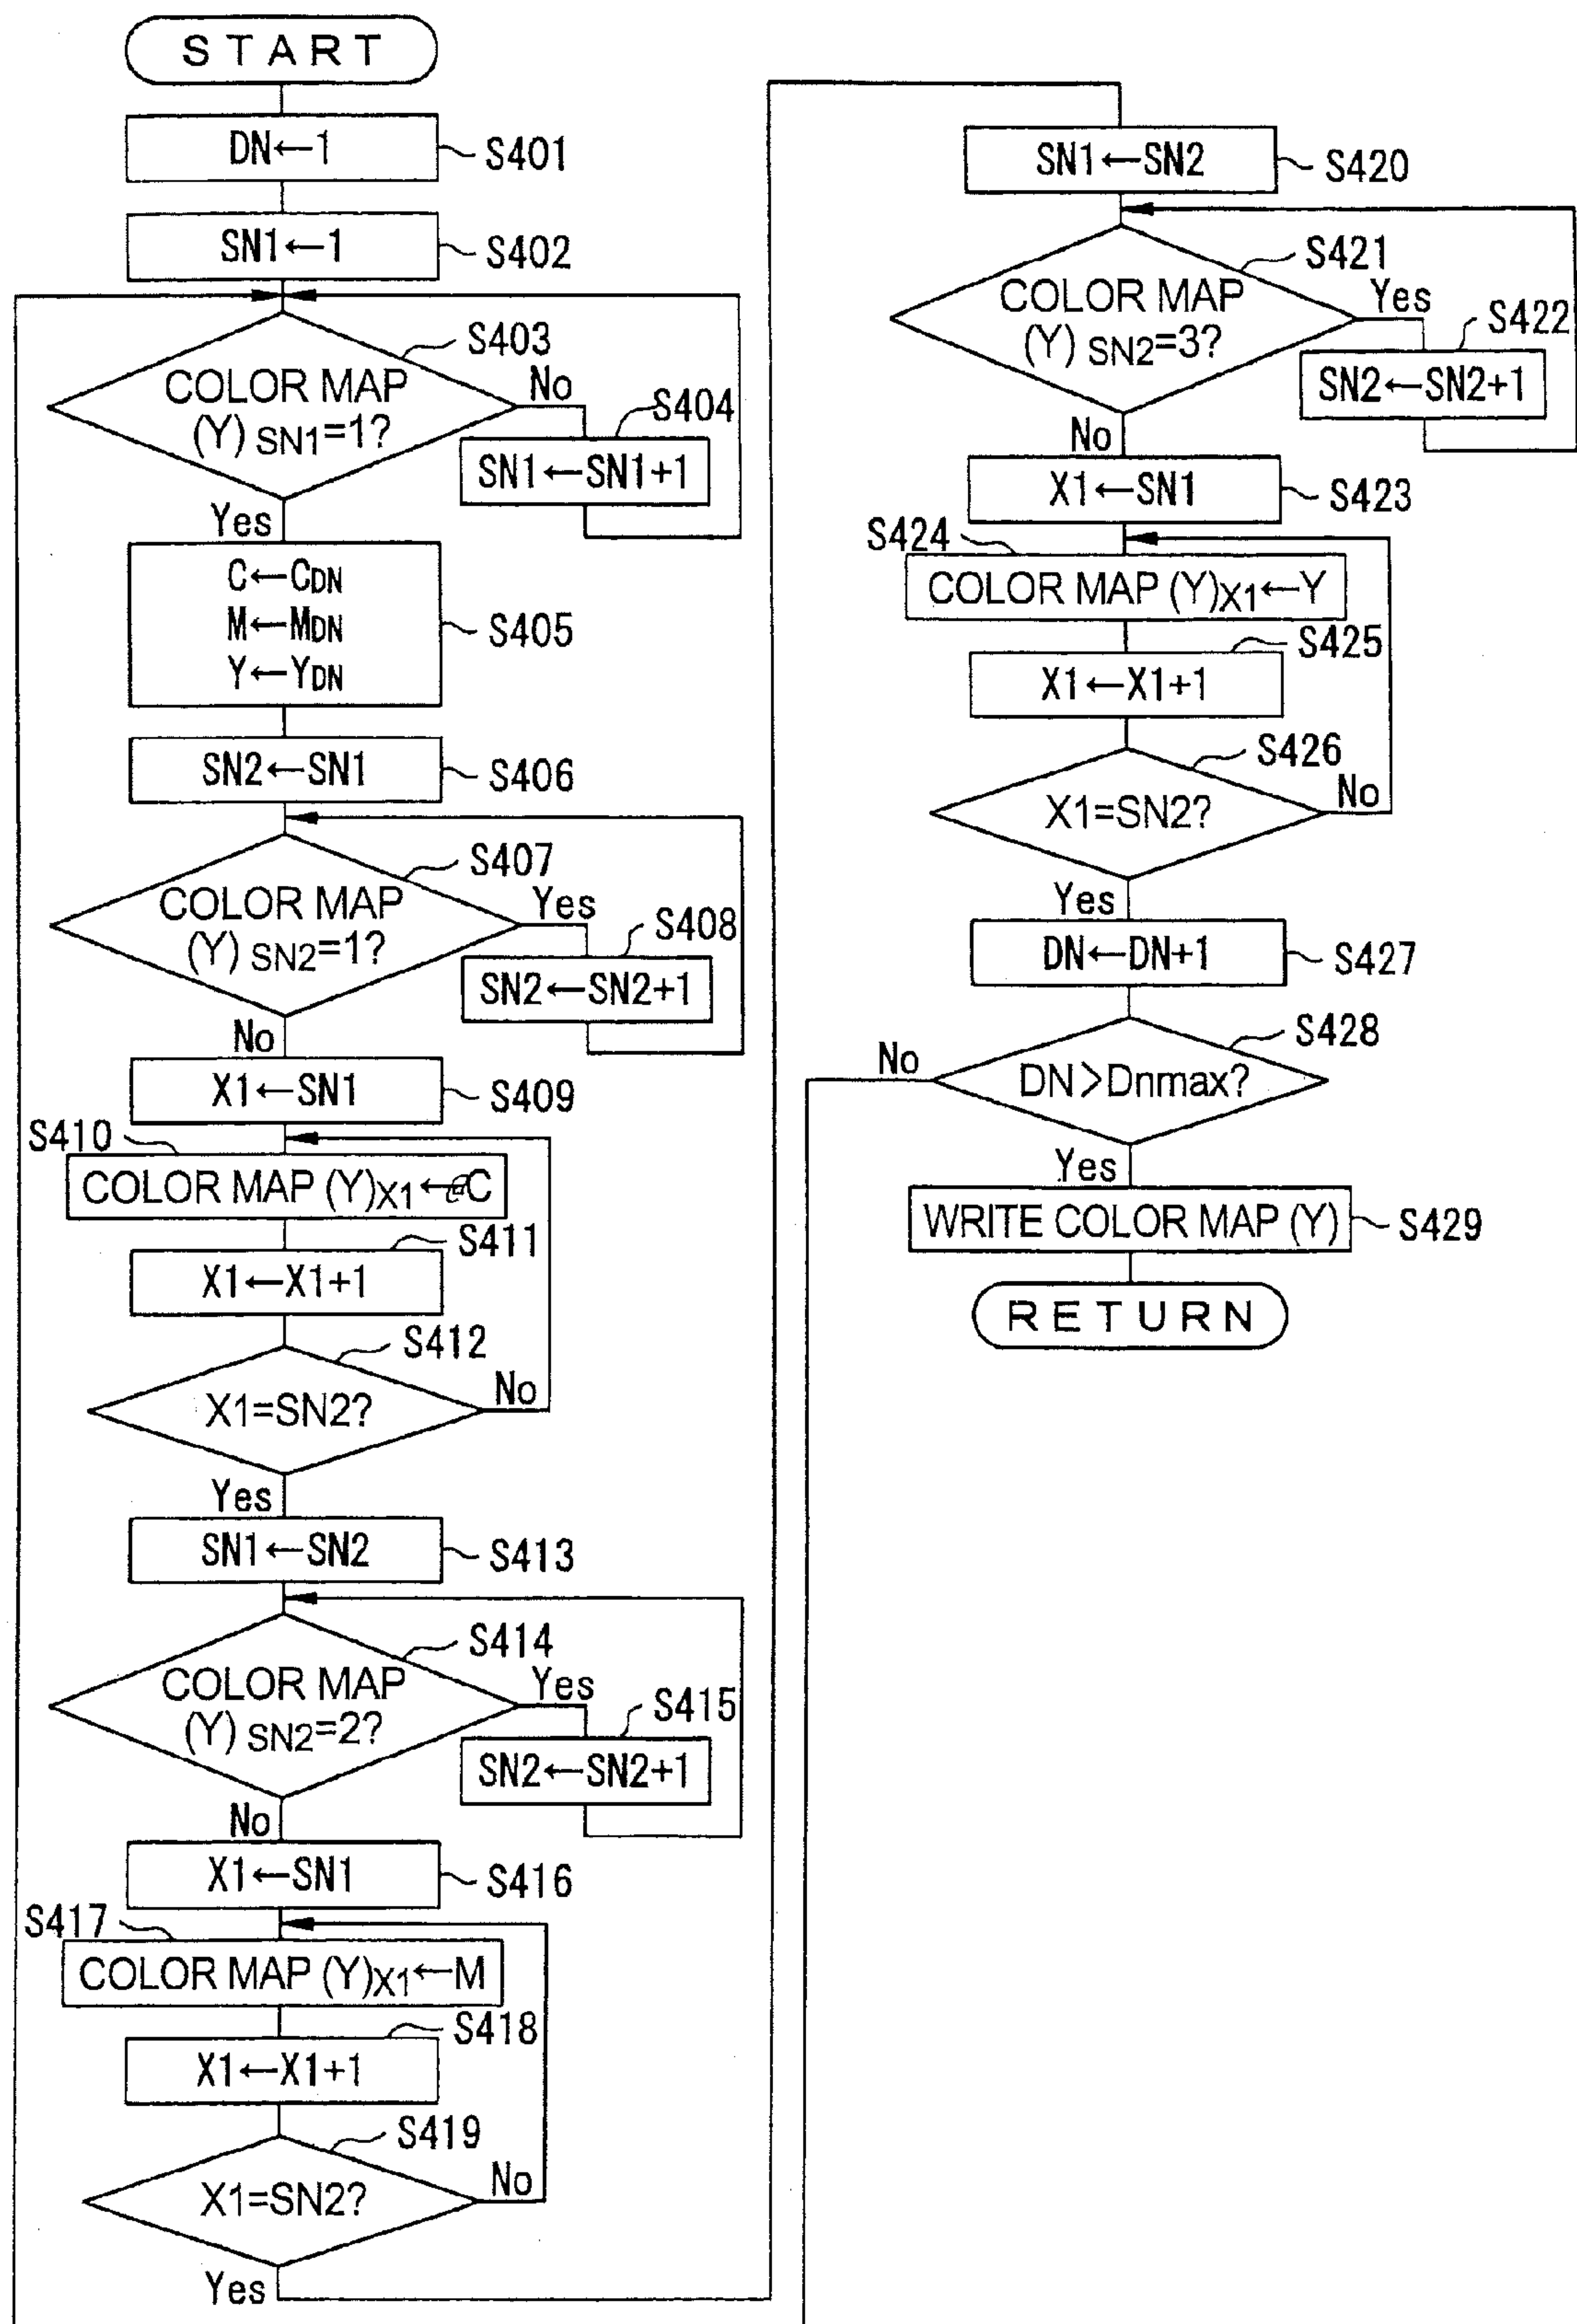 START
DN←1
S401
SN1←1
S402
S403
COLOR MAP
(Y) SN1=1?
No
S404
SN1←SN1+1
Yes
C←CDN
M←MDN
Y←YDN
S405
SN2←SN1
S406
S407
COLOR MAP
(Y) SN2=1?
Yes
S408
SN2←SN2+1
No
X1←SN1
S409
S410
COLOR MAP (Y)X1←C
S411
X1←X1+1
S412
X1=SN2?
No
Yes
SN1←SN2
S413
S414
COLOR MAP
(Y) SN2=2?
Yes
S415
SN2←SN2+1
No
X1←SN1
S416
S417
COLOR MAP (Y)X1←M
S418
X1←X1+1
S419
X1=SN2?
No
Yes
SN1←SN2
S420
S421
COLOR MAP
(Y) SN2=3?
Yes
S422
SN2←SN2+1
No
X1←SN1
S423
S424
COLOR MAP (Y)X1←Y
S425
X1←X1+1
S426
X1=SN2?
No
Yes
DN←DN+1
S427
S428
DN>Dnmax?
No
Yes
WRITE COLOR MAP (Y)
S429
RETURN